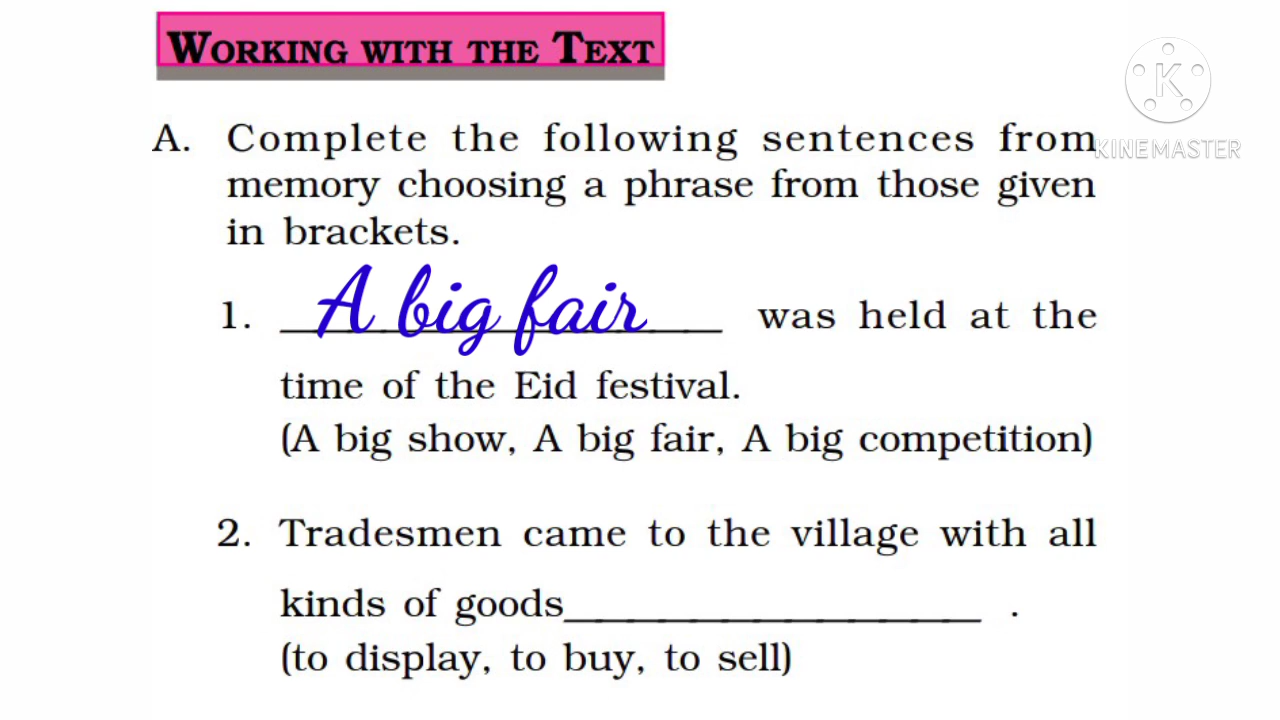 WORKING WITH THE TEXT
K
KINEMASTER
A. Complete the following sentences from
memory choosing a phrase from those given
in brackets.
1. A big fair was held at the
time of the Eid festival.
(A big show, A big fair, A big competition)
2. Tradesmen came to the village with all
kinds of goods_________________ .
(to display, to buy, to sell)